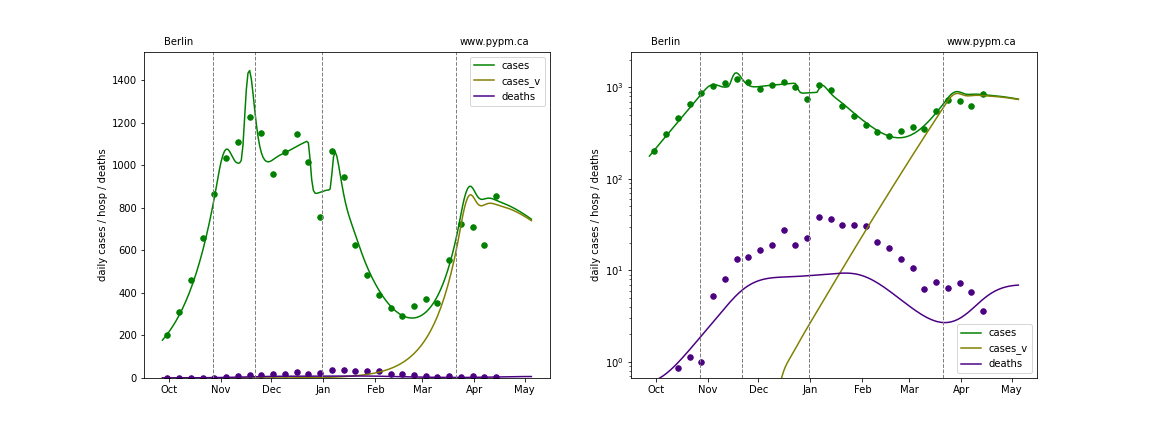 Berlin www.pypm.ca
cases
cases_v
deaths
daily cases / hosp / deaths
1400
1200
1000
800
600
400
200
0
Oct Nov Dec Jan Feb Mar Apr May
Berlin www.pypm.ca
daily cases / hosp / deaths
10³
10²
10¹
10⁰
cases
cases_v
deaths
Oct Nov Dec Jan Feb Mar Apr May